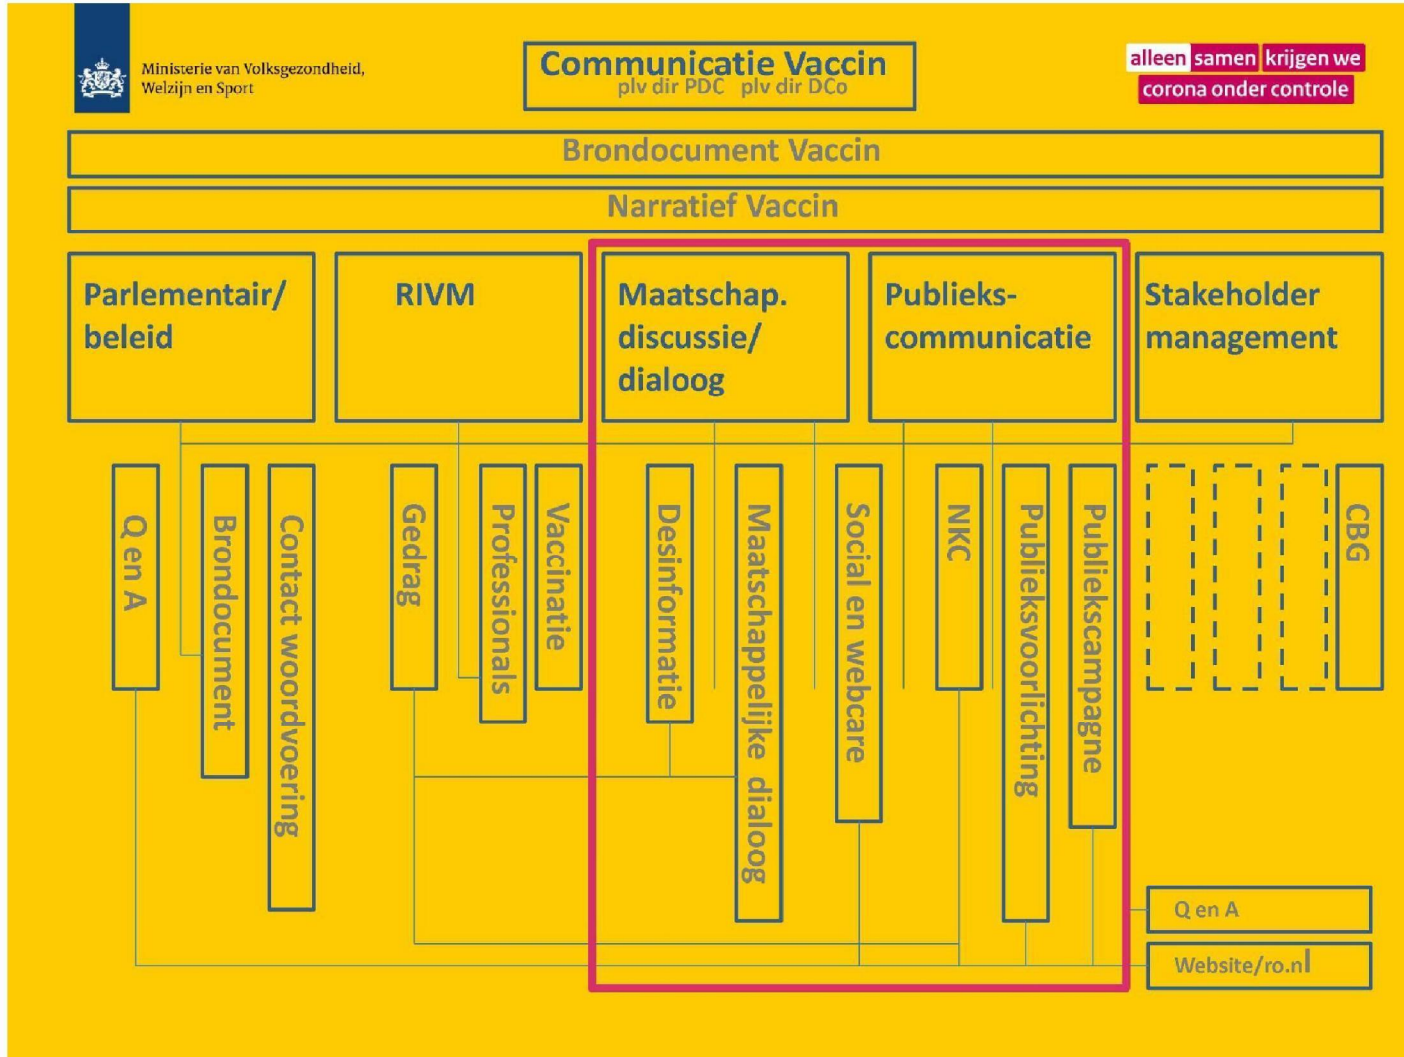 Ministerie van Volksgezondheid,
Welzijn en Sport
Communicatie Vaccin
plv dir PDC plv dir DCo
alleen samen krijgen we
corona onder controle
Brondocument Vaccin
Narratief Vaccin
Parlementair/
beleid
RIVM
Maatschap.
discussie/
dialoog
Publieks-
communicatie
Stakeholder
management
Q en A
Brondocument
Contact woordvoering
Gedrag
Professionals
Vaccinatie
Desinformatie
Maatschappelijke dialoog
Social en webcare
NKC
Publieksvoorlichting
Publiekscampagne
CBG
Q en A
Website/ro.nl